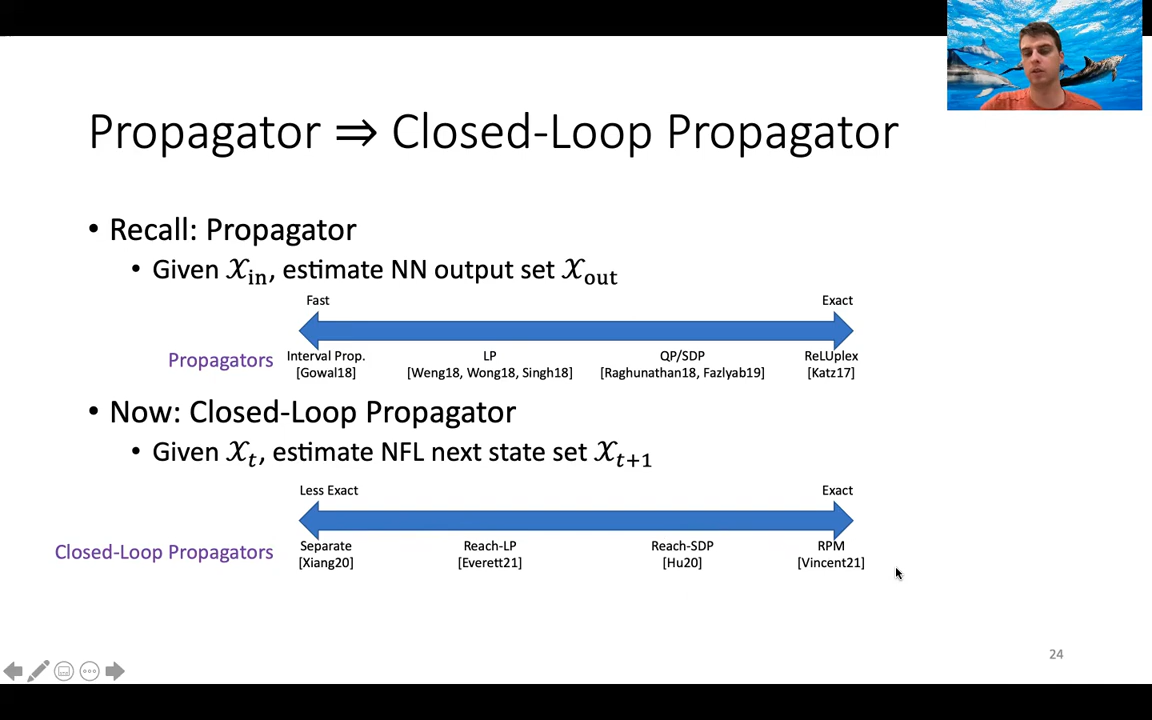 Propagator ⇒ Closed-Loop Propagator
• Recall: Propagator
• Given 𝒳in, estimate NN output set 𝒳out
Fast Exact
Propagators
Interval Prop. LP QP/SDP ReLUplex
[Gowal18] [Weng18, Wong18, Singh18] [Raghunathan18, Fazlyab19] [Katz17]
• Now: Closed-Loop Propagator
• Given 𝒳t, estimate NFL next state set 𝒳t+1
Less Exact Exact
Closed-Loop Propagators
Separate Reach-LP Reach-SDP RPM
[Xiang20] [Everett21] [Hu20] [Vincent21]
24